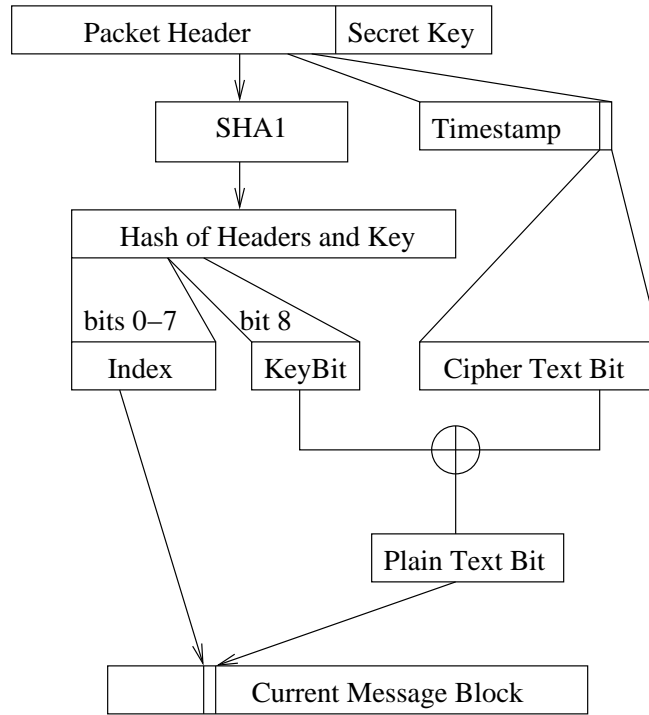 Packet Header
Secret Key
SHA1
Timestamp
Hash of Headers and Key
bits 0–7
bit 8
Index
KeyBit
Cipher Text Bit
Plain Text Bit
Current Message Block